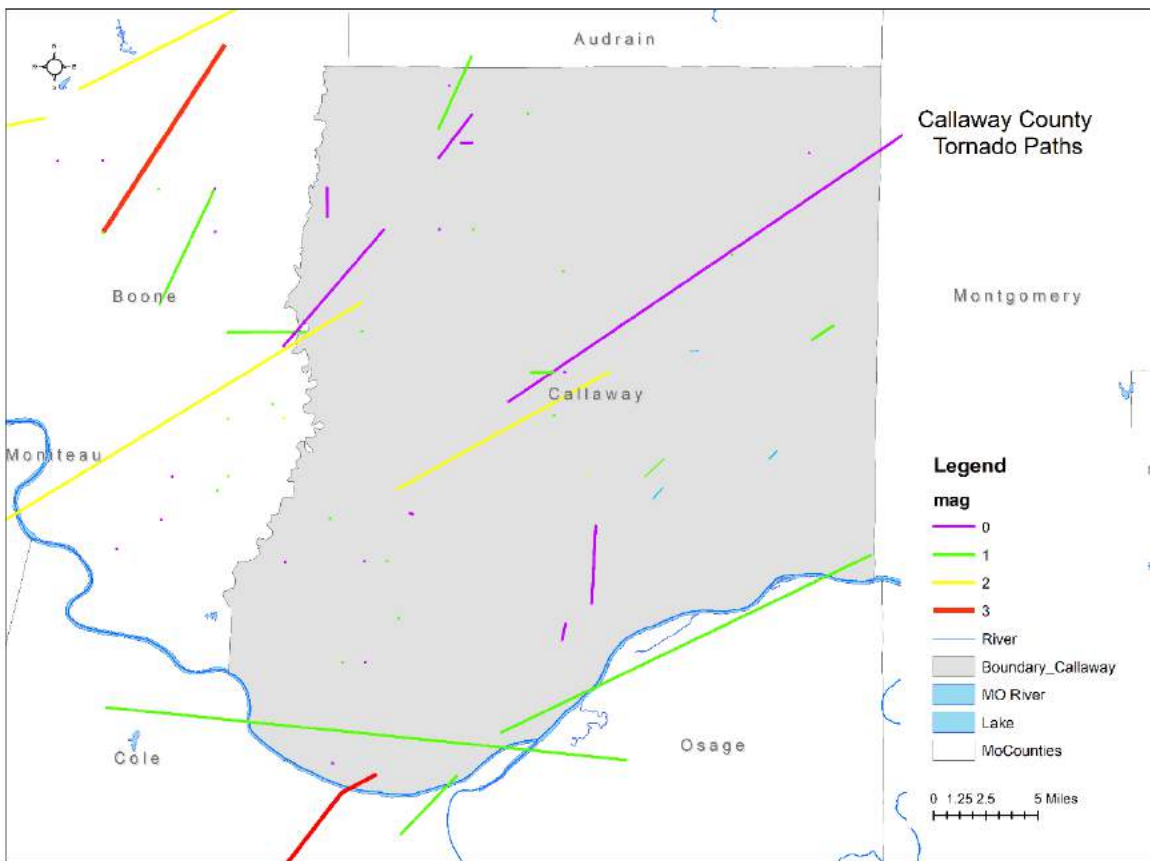 Audrain
Callaway County
Tornado Paths
Boone
Montgomery
Callaway
Moniteau
Legend
mag
0
1
2
3
River
Boundary_Callaway
MO River
Lake
MoCounties
Cole
Osage
0 1.25 2.5 5 Miles